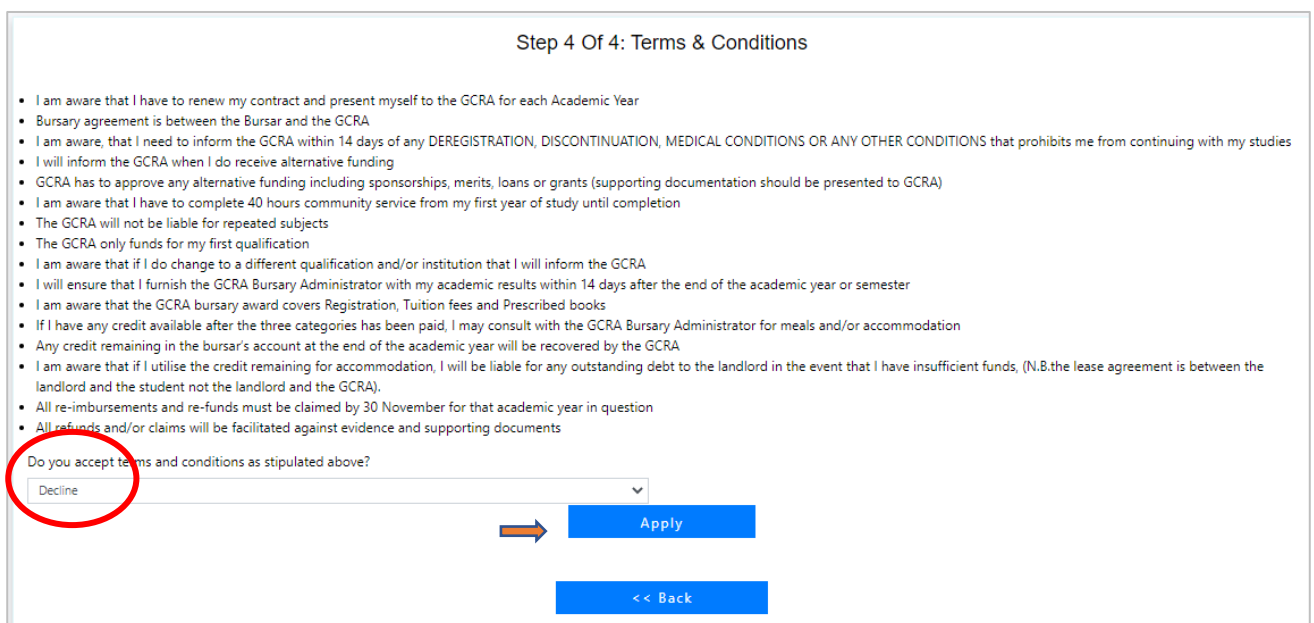 Step 4 Of 4: Terms & Conditions
• I am aware that I have to renew my contract and present myself to the GCRA for each Academic Year
• Bursary agreement is between the Bursar and the GCRA
• I am aware, that I need to inform the GCRA within 14 days of any DEREGISTRATION, DISCONTINUATION, MEDICAL CONDITIONS OR ANY OTHER CONDITIONS that prohibits me from continuing with my studies
• I will inform the GCRA when I do receive alternative funding
• GCRA has to approve any alternative funding including sponsorships, merits, loans or grants (supporting documentation should be presented to GCRA)
• I am aware that I have to complete 40 hours community service from my first year of study until completion
• The GCRA will not be liable for repeated subjects
• The GCRA only funds for my first qualification
• I am aware that if I do change to a different qualification and/or institution that I will inform the GCRA
• I will ensure that I furnish the GCRA Bursary Administrator with my academic results within 14 days after the end of the academic year or semester
• I am aware that the GCRA bursary award covers Registration, Tuition fees and Prescribed books
• If I have any credit available after the three categories has been paid, I may consult with the GCRA Bursary Administrator for meals and/or accommodation
• Any credit remaining in the bursar's account at the end of the academic year will be recovered by the GCRA
• I am aware that if I utilise the credit remaining for accommodation, I will be liable for any outstanding debt to the landlord in the event that I have insufficient funds, (N.B.the lease agreement is between the
landlord and the student not the landlord and the GCRA).
• All re-imbursements and re-funds must be claimed by 30 November for that academic year in question
• All refunds and/or claims will be facilitated against evidence and supporting documents
Do you accept terms and conditions as stipulated above?
Decline
Apply
<< Back